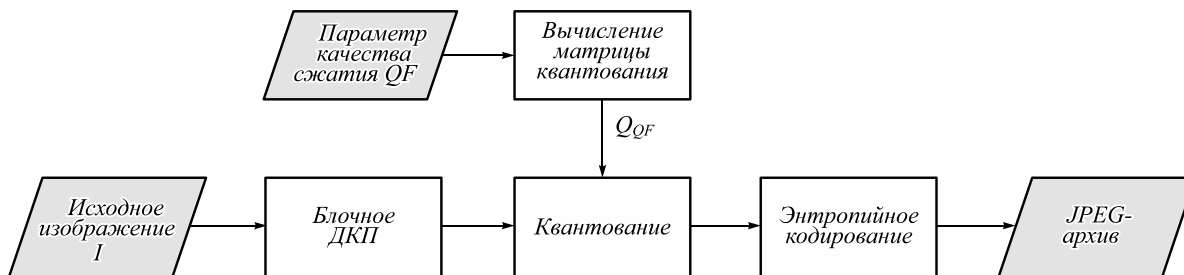 Параметр
качества
сжатия QF
Вычисление
матрицы
квантования
Q_QF
Исходное
изображение
I
Блочное
ДКП
Квантование
Энтропийное
кодирование
JPEG-
архив